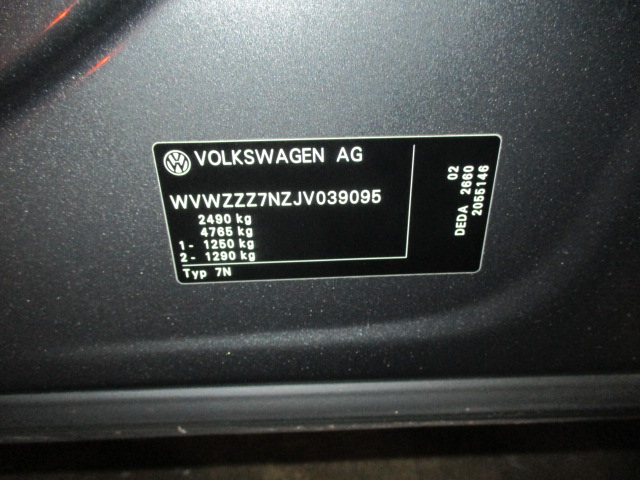 VOLKSWAGEN AG
WVWZZZ7NZJV039095
2490 kg
4765 kg
1- 1250 kg
2- 1290 kg
Typ 7N
02
DEDA 2660
2055146